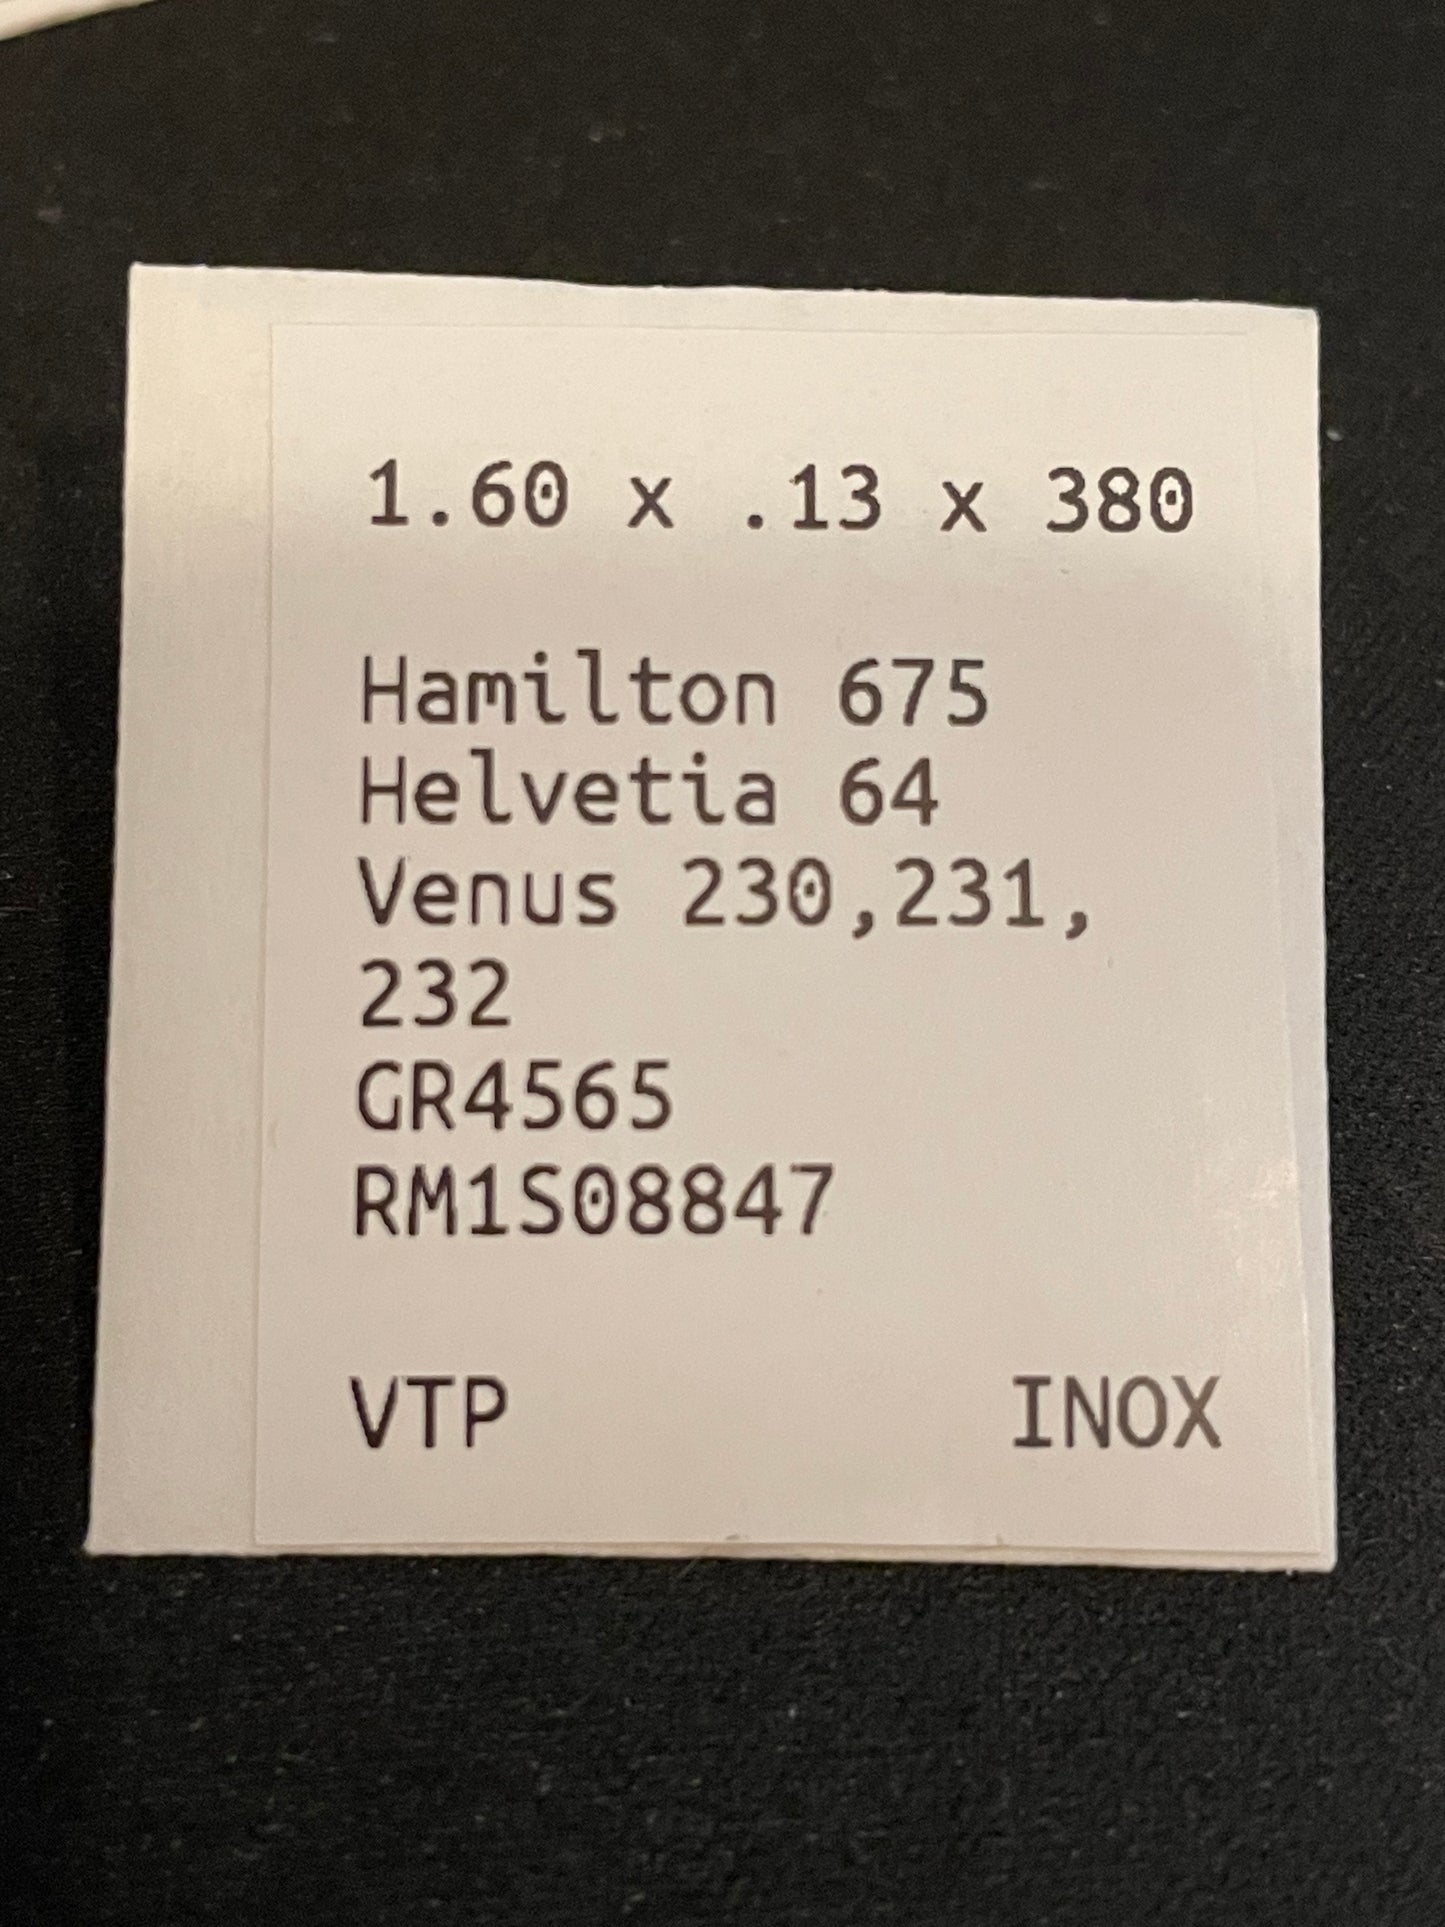 1.60 x .13 x 380
Hamilton 675
Helvetia 64
Venus 230,231,
232
GR4565
RM1S08847
VTP INOX